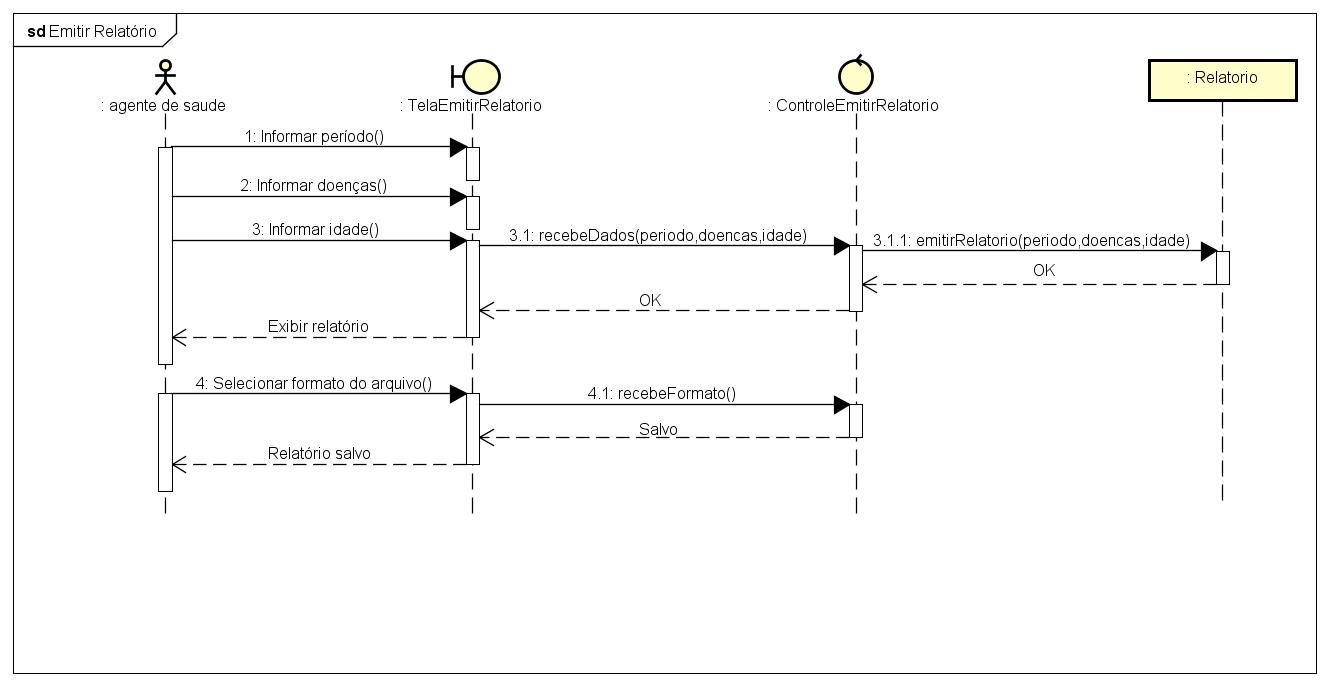 sd Emitir Relatório
: agente de saude
: TelaEmitirRelatorio
: ControleEmitirRelatorio
: Relatorio
1: Informar período()
2: Informar doenças()
3: Informar idade()
3.1: recebeDados(periodo,doencas,idade)
3.1.1: emitirRelatorio(periodo,doencas,idade)
OK
OK
Exibir relatório
4: Selecionar formato do arquivo()
4.1: recebeFormato()
Salvo
Relatório salvo